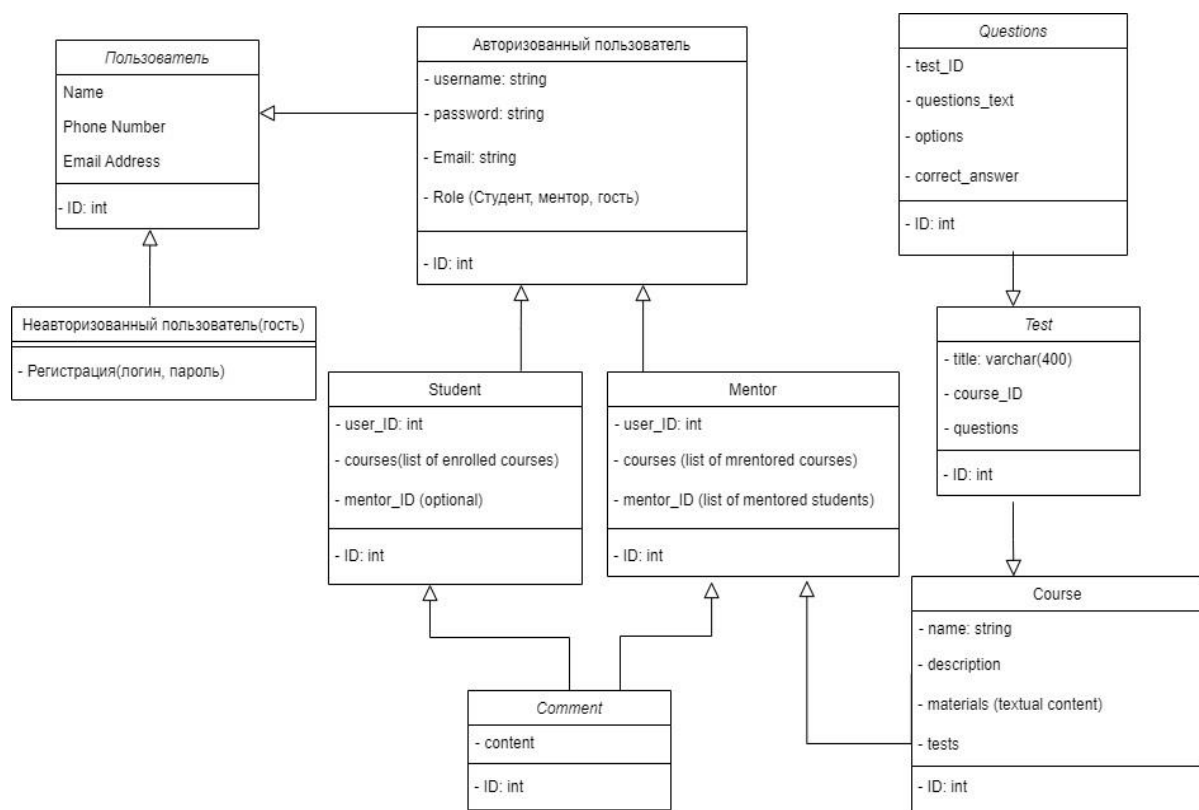 Пользователь
Name
Phone Number
Email Address
- ID: int
Авторизованный пользователь
- username: string
- password: string
- Email: string
- Role (Студент, ментор, гость)
- ID: int
Questions
- test_ID
- questions_text
- options
- correct_answer
- ID: int
Неавторизованный пользователь(гость)
- Регистрация(логин, пароль)
Student
- user_ID: int
- courses(list of enrolled courses)
- mentor_ID (optional)
- ID: int
Mentor
- user_ID: int
- courses (list of mrentored courses)
- mentor_ID (list of mentored students)
- ID: int
Test
- title: varchar(400)
- course_ID
- questions
- ID: int
Comment
- content
- ID: int
Course
- name: string
- description
- materials (textual content)
- tests
- ID: int